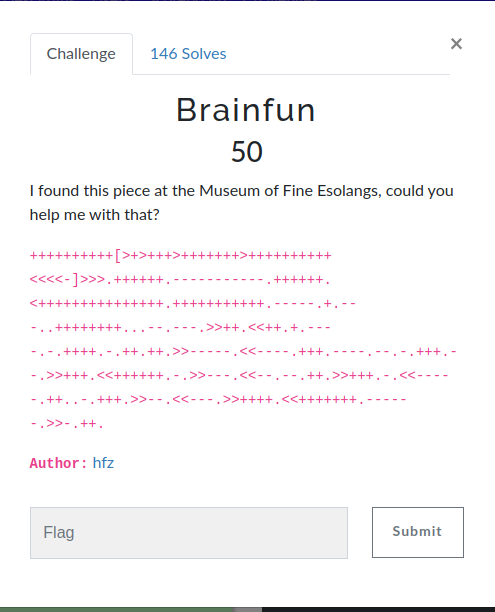 Challenge
146 Solves
×
Brainfun
50
I found this piece at the Museum of Fine Esolangs, could you
help me with that?
++++++++++[>+>+++>+++++++>++++++++++
<<<<-]>>>.++++++.-----------.++++++.
<+++++++++++++++.+++++++++++.-----.+.--
-..++++++++...--.---.>>++.<<++.+.---
-.-.++++.-.++.++.>>-----.<<----.+++.----.--.-.+++.-
-.>>+++.<<++++++.-.>>---.<<--.--.++.>>+++.-.<<----
-.++..-.+++.>>--.<<---.>>++++.<<+++++++.-----
-.>>-.++.
Author: hfz
Flag
Submit